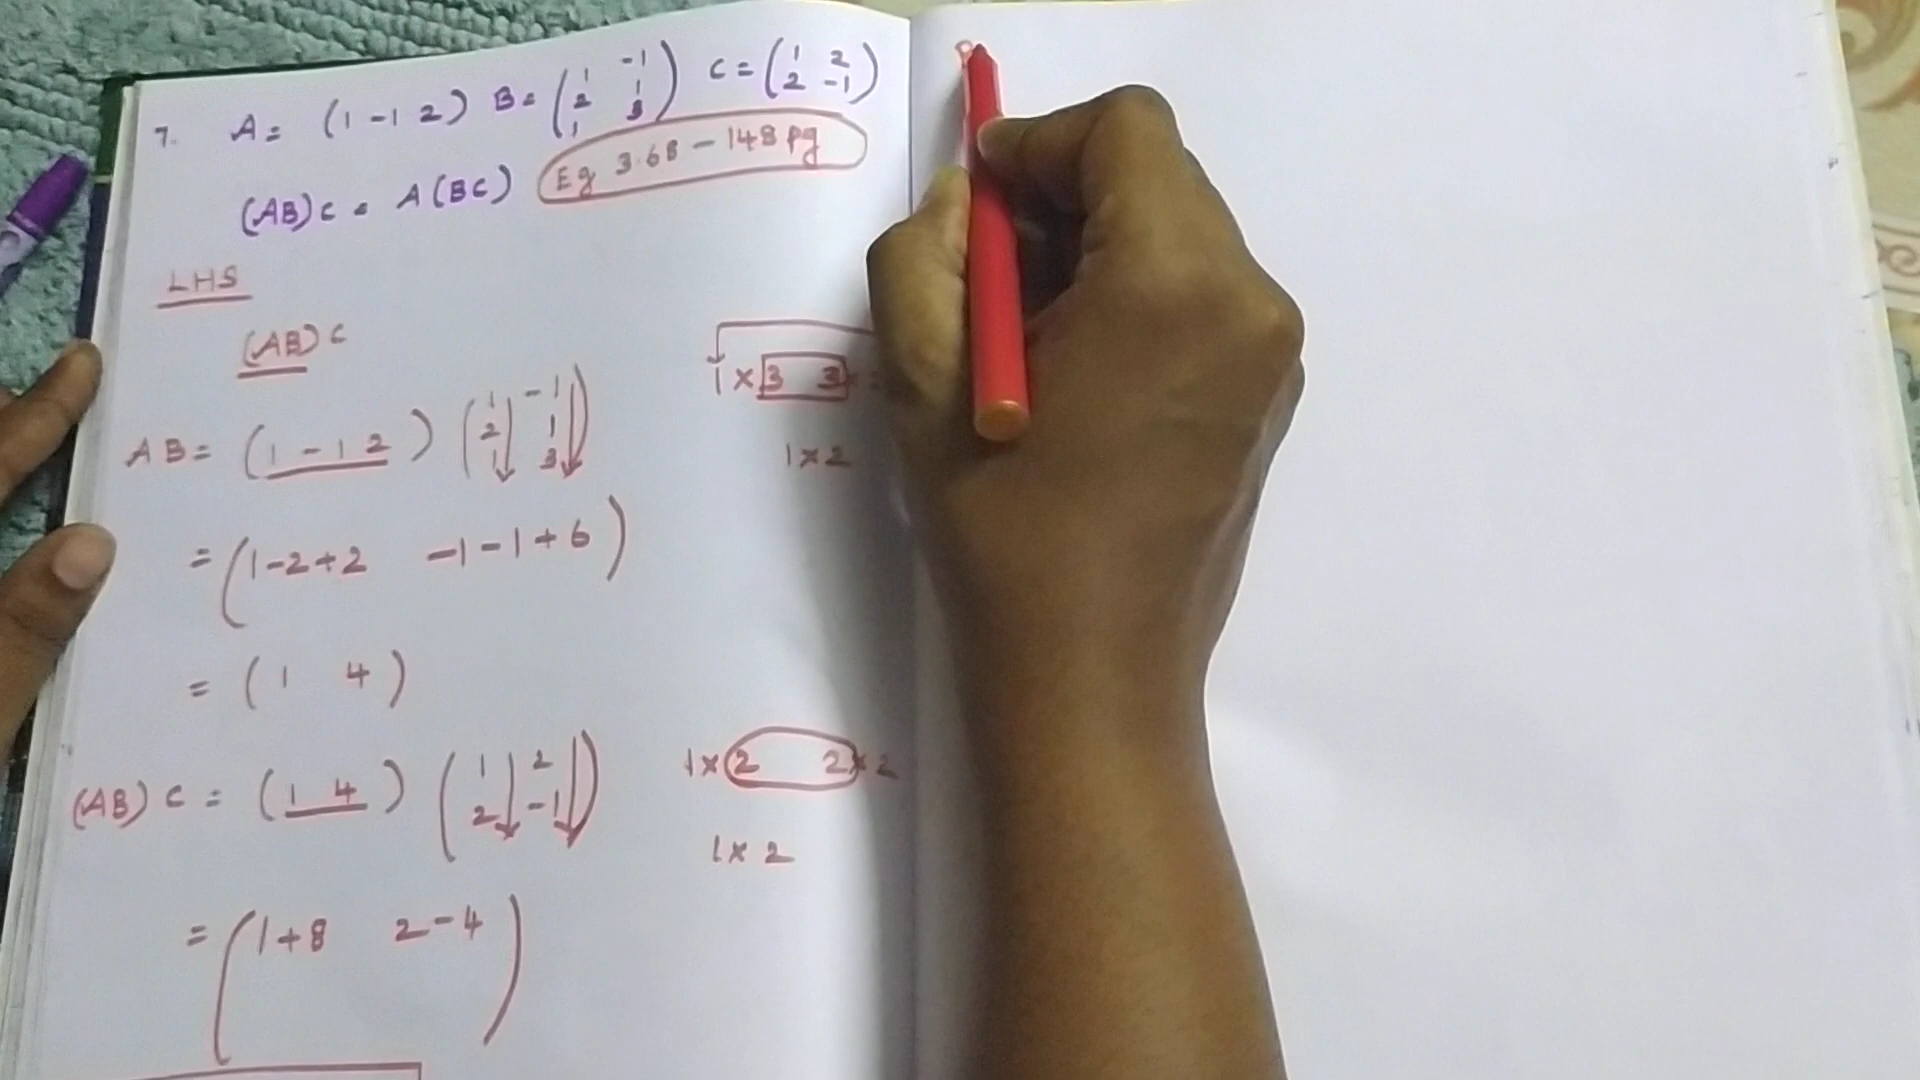 7. A = (1 -1 2) B = (1 -1 2 1 1 3) C = (1 2 2 -1)
(AB)C = A(BC) Eg 3.68 - 148 pg
LHS
(AB)C
1 × 3 3 × 2
AB = (1 -1 2) (1 -1 2 1 1 3)
1 × 2
= (1-2+2 -1-1+6)
= (1 4)
(AB)C = (1 4) (1 2 2 -1)
1 × 2 2 × 2
1 × 2
= (1+8 2-4)